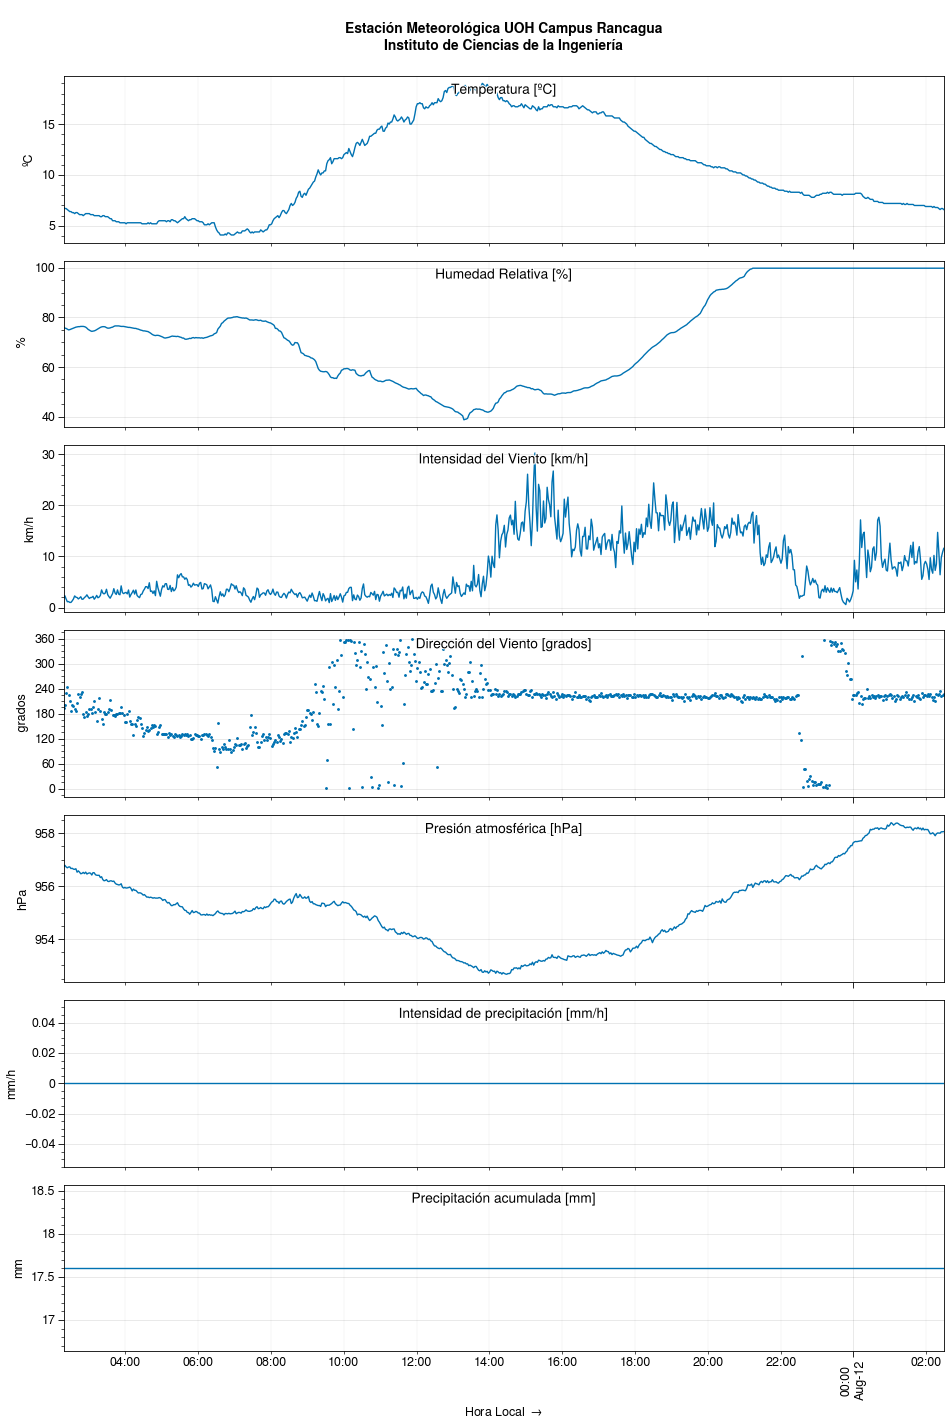 Estación Meteorológica UOH Campus Rancagua
Instituto de Ciencias de la Ingeniería
Temperatura [ºC]
15
10
5
ºC
Humedad Relativa [%]
100
80
60
40
%
Intensidad del Viento [km/h]
30
20
10
0
km/h
Dirección del Viento [grados]
360
300
240
180
120
60
0
grados
Presión atmosférica [hPa]
958
956
954
hPa
Intensidad de precipitación [mm/h]
0.04
0.02
0
−0.02
−0.04
mm/h
Precipitación acumulada [mm]
18.5
18
17.5
17
mm
04:00 06:00 08:00 10:00 12:00 14:00 16:00 18:00 20:00 22:00 00:00 02:00
Aug-12
Hora Local →